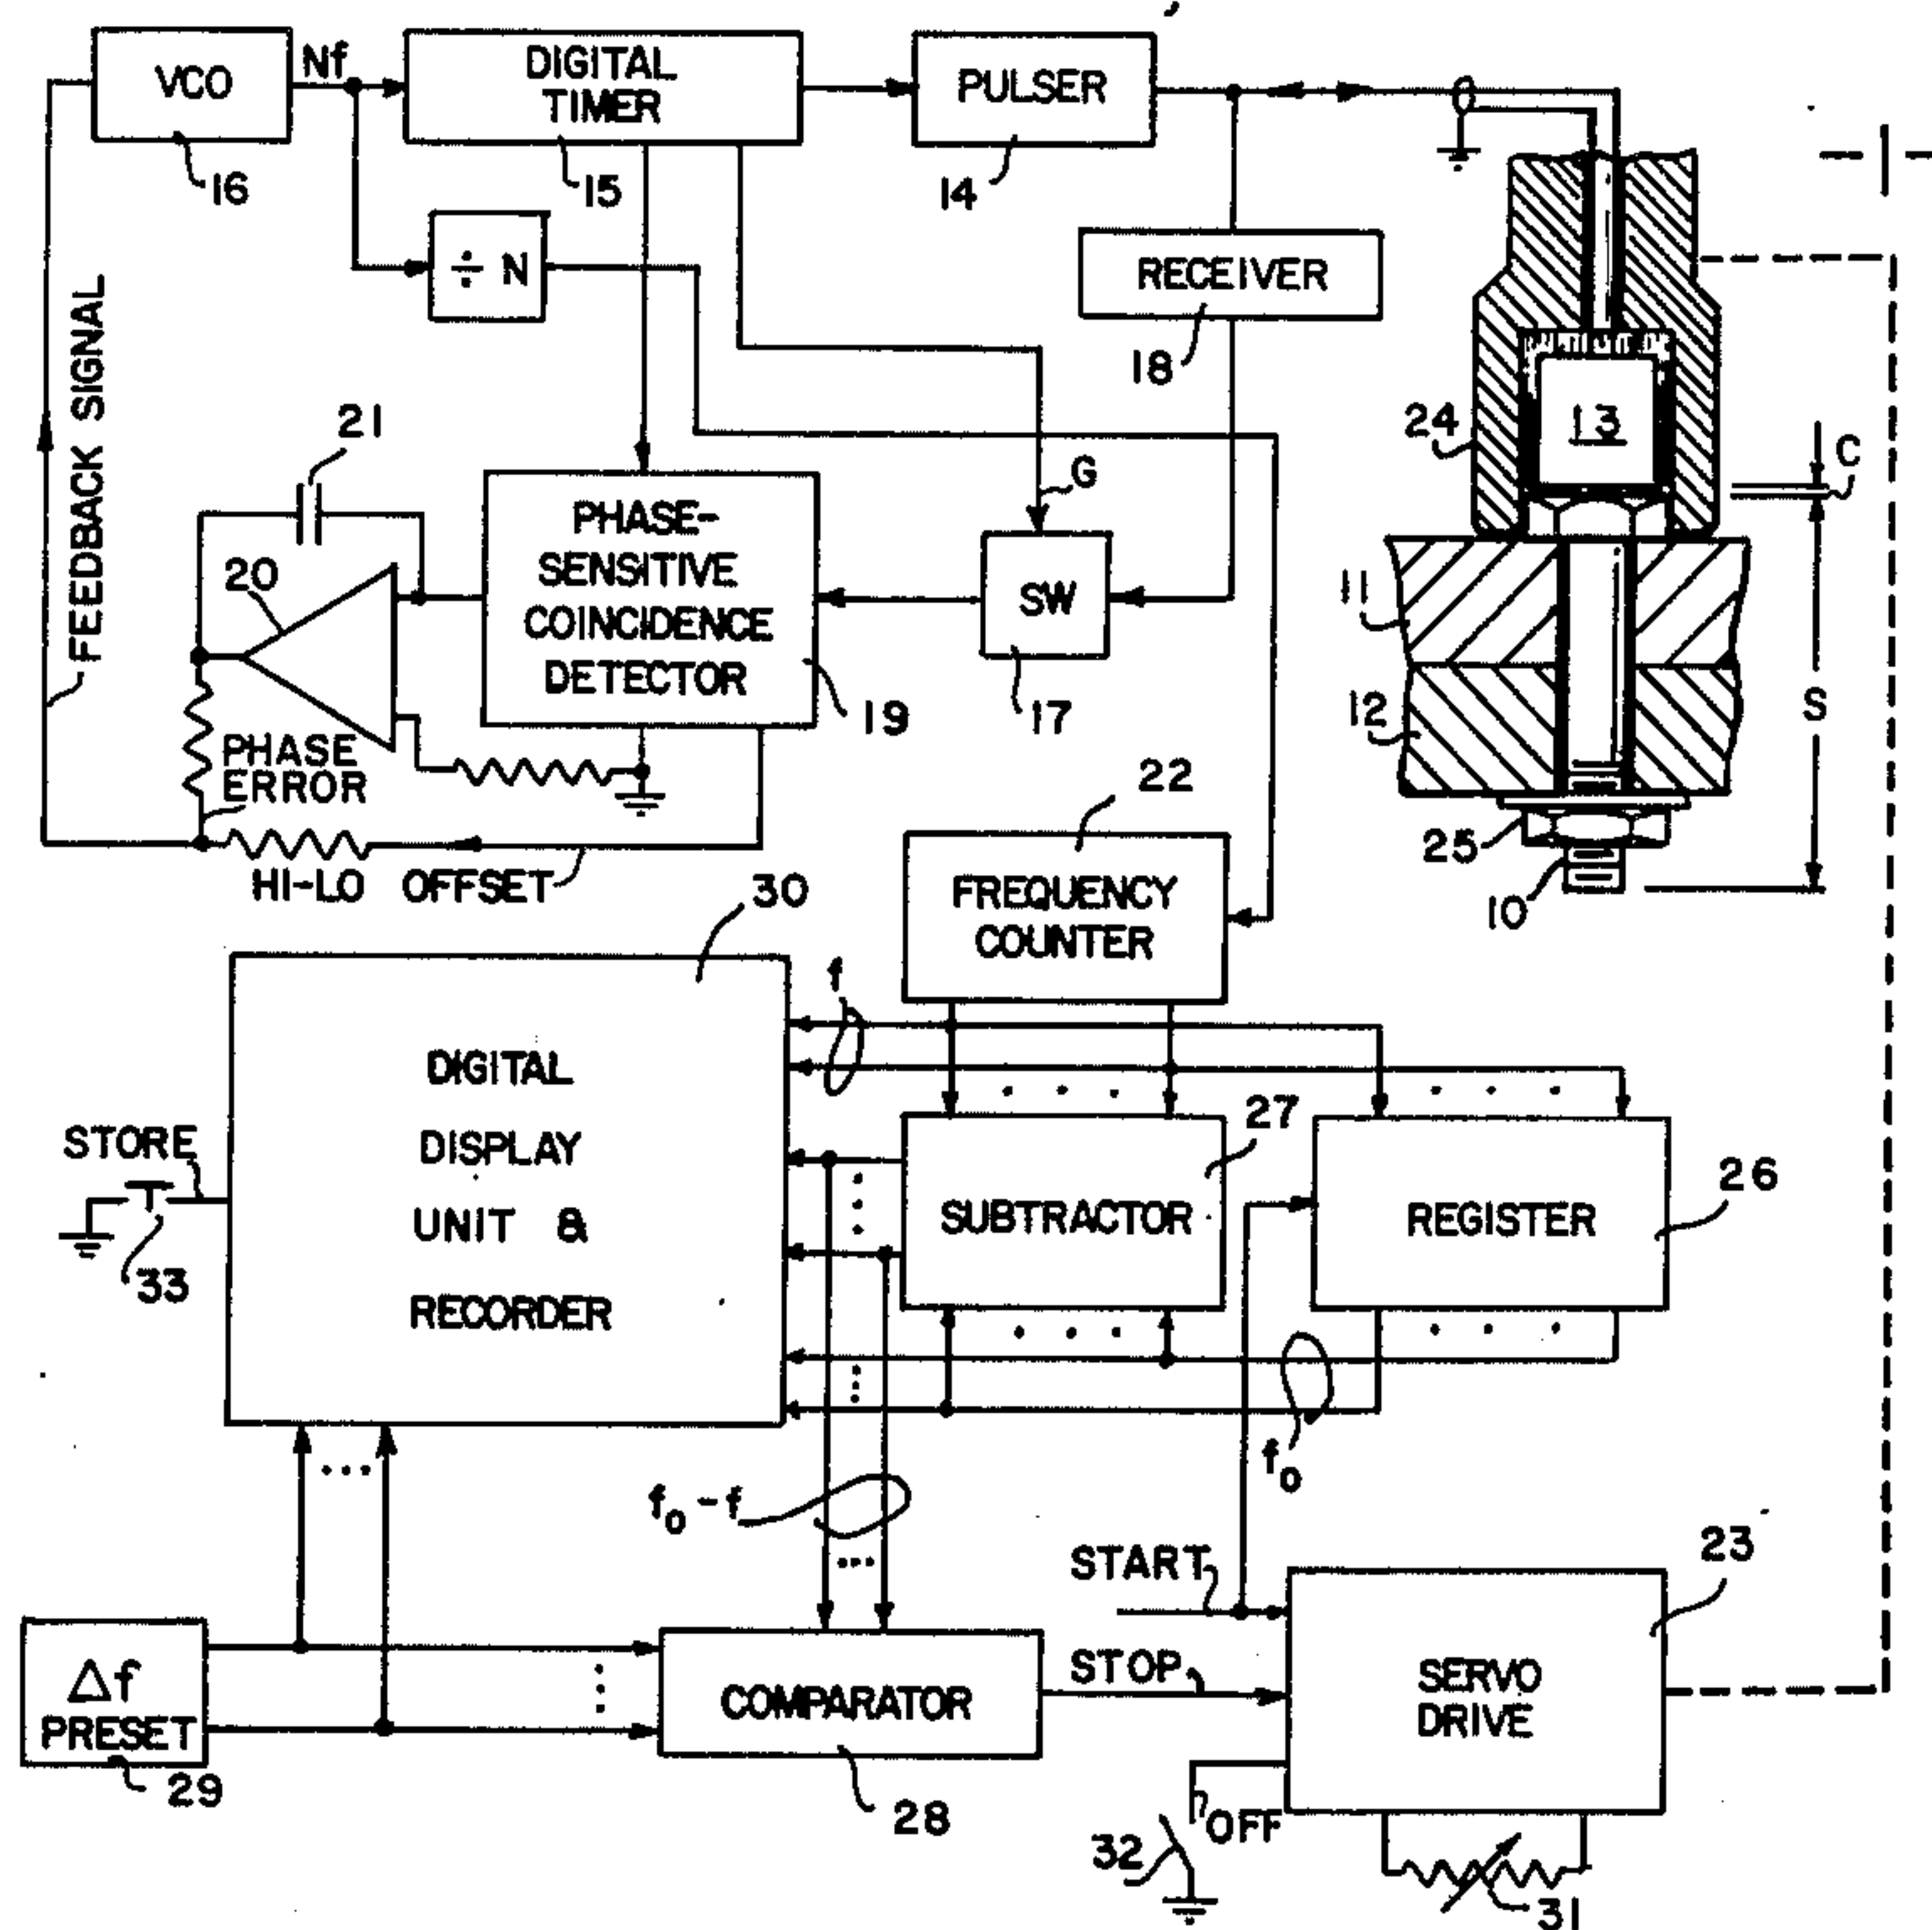 VCO
Nf
DIGITAL
TIMER
PULSER
16
15
14
÷ N
RECEIVER
18
FEEDBACK SIGNAL
21
24
13
C
G
PHASE-
SENSITIVE
COINCIDENCE
DETECTOR
20
SW
11
19
17
12
S
PHASE
ERROR
22
25
HI-LO OFFSET
30
FREQUENCY
COUNTER
10
f
DIGITAL
DISPLAY
UNIT &
RECORDER
27
STORE
SUBTRACTOR
REGISTER
26
33
f₀
f₀-f
START
23
Δf
PRESET
29
COMPARATOR
STOP
SERVO
DRIVE
28
OFF
32
31